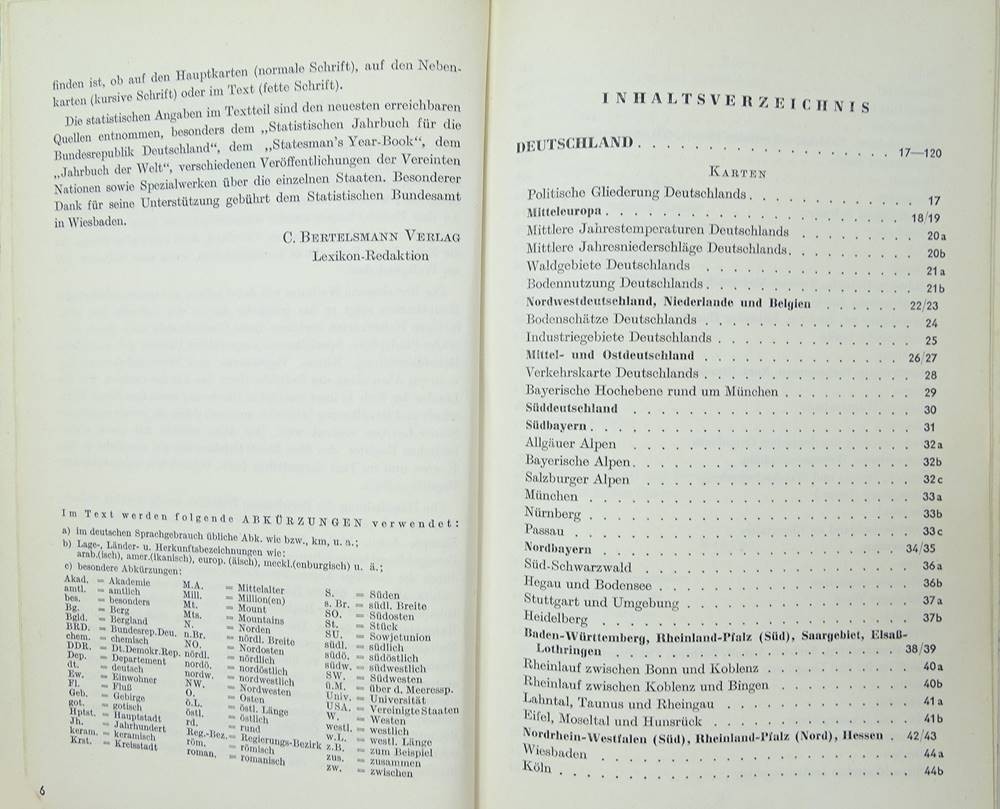 finden ist, ob auf den Hauptkarten (normale Schrift), auf den Neben-
karten (kursive Schrift) oder im Text (fette Schrift).
Die statistischen Angaben im Textteil sind den neuesten erreichbaren
Quellen entnommen, besonders dem „Statistischen Jahrbuch für die
Bundesrepublik Deutschland“, dem „Statesman's Year-Book“, dem
„Jahrbuch der Welt“, verschiedenen Veröffentlichungen der Vereinten
Nationen sowie Spezialwerken über die einzelnen Staaten. Besonderer
Dank für seine Unterstützung gebührt dem Statistischen Bundesamt
in Wiesbaden.
C. BERTELSMANN VERLAG
Lexikon-Redaktion
Im Text werden folgende ABKÜRZUNGEN verwendet:
a) im deutschen Sprachgebrauch übliche Abk. wie bzw., km, u. a.;
b) Lage-, Länder- u. Herkunftsbezeichnungen wie:
arab.(isch), amer.(ikanisch), europ.(äisch), meckl.(enburgisch) u. ä.;
c) besondere Abkürzungen:
Akad. = Akademie
amtl. = amtlich
bes. = besonders
Bg. = Berg
Bgld. = Bergland
BRD. = Bundesrep.Deu.
chem. = chemisch
DDR. = Dt.Demokr.Rep.
Dep. = Departement
dt. = deutsch
Ew. = Einwohner
Fl. = Fluß
Geb. = Gebirge
got. = gotisch
Hptst. = Hauptstadt
Jh. = Jahrhundert
keram. = keramisch
Krst. = Kreisstadt
M.A. = Mittelalter
Mill. = Million(en)
Mt. = Mount
Mts. = Mountains
N. = Norden
n.Br. = nördl. Breite
NO. = Nordosten
nördl. = nördlich
nordö. = nordöstlich
nordw. = nordwestlich
NW. = Nordwesten
O. = Osten
ö.L. = östl. Länge
östl. = östlich
rd. = rund
Reg.-Bez. = Regierungs-Bezirk
röm. = römisch
roman. = romanisch
S. = Süden
s. Br. = südl. Breite
SO. = Südosten
St. = Stück
SU. = Sowjetunion
südl. = südlich
südö. = südöstlich
südw. = südwestlich
SW. = Südwesten
ü.M. = über d. Meeressp.
Univ. = Universität
USA. = Vereinigte Staaten
W. = Westen
westl. = westlich
w.L. = westl. Länge
z.B. = zum Beispiel
zus. = zusammen
zw. = zwischen
6
INHALTSVERZEICHNIS
DEUTSCHLAND . . . . . 17—120
KARTEN
Politische Gliederung Deutschlands . . . . . 17
Mitteleuropa . . . . . 18/19
Mittlere Jahrestemperaturen Deutschlands . . . . . 20a
Mittlere Jahresniederschläge Deutschlands . . . . . 20b
Waldgebiete Deutschlands . . . . . 21a
Bodennutzung Deutschlands . . . . . 21b
Nordwestdeutschland, Niederlande und Belgien . . . . . 22/23
Bodenschätze Deutschlands . . . . . 24
Industriegebiete Deutschlands . . . . . 25
Mittel- und Ostdeutschland . . . . . 26/27
Verkehrskarte Deutschlands . . . . . 28
Bayerische Hochebene rund um München . . . . . 29
Süddeutschland . . . . . 30
Südbayern . . . . . 31
Allgäuer Alpen . . . . . 32a
Bayerische Alpen . . . . . 32b
Salzburger Alpen . . . . . 32c
München . . . . . 33a
Nürnberg . . . . . 33b
Passau . . . . . 33c
Nordbayern . . . . . 34/35
Süd-Schwarzwald . . . . . 36a
Hegau und Bodensee . . . . . 36b
Stuttgart und Umgebung . . . . . 37a
Heidelberg . . . . . 37b
Baden-Württemberg, Rheinland-Pfalz (Süd), Saargebiet, Elsaß-
Lothringen . . . . . 38/39
Rheinlauf zwischen Bonn und Koblenz . . . . . 40a
Rheinlauf zwischen Koblenz und Bingen . . . . . 40b
Lahntal, Taunus und Rheingau . . . . . 41a
Eifel, Moseltal und Hunsrück . . . . . 41b
Nordrhein-Westfalen (Süd), Rheinland-Pfalz (Nord), Hessen . 42/43
Wiesbaden . . . . . 44a
Köln . . . . . 44b